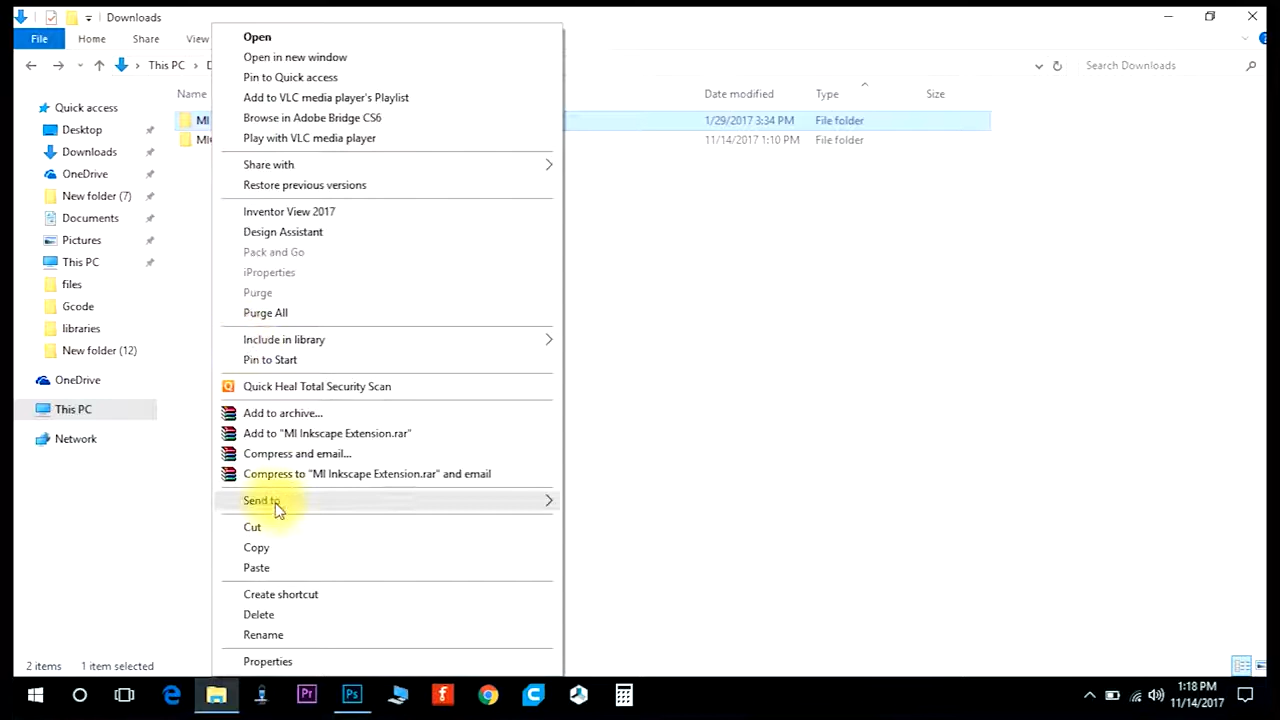 Downloads
File
Home
Share
View
This PC
Search Downloads
Name
Date modified
Type
Size
MI
1/29/2017 3:34 PM
File folder
11/14/2017 1:10 PM
File folder
Quick access
Desktop
Downloads
OneDrive
New folder (7)
Documents
Pictures
This PC
files
Gcode
libraries
New folder (12)
OneDrive
This PC
Network
Open
Open in new window
Pin to Quick access
Add to VLC media player's Playlist
Browse in Adobe Bridge CS6
Play with VLC media player
Share with
Restore previous versions
Inventor View 2017
Design Assistant
Pack and Go
iProperties
Purge
Purge All
Include in library
Pin to Start
Quick Heal Total Security Scan
Add to archive...
Add to "MI Inkscape Extension.rar"
Compress and email...
Compress to "MI Inkscape Extension.rar" and email
Send to
Cut
Copy
Paste
Create shortcut
Delete
Rename
Properties
2 items
1 item selected
Pr
Ps
1:18 PM
11/14/2017